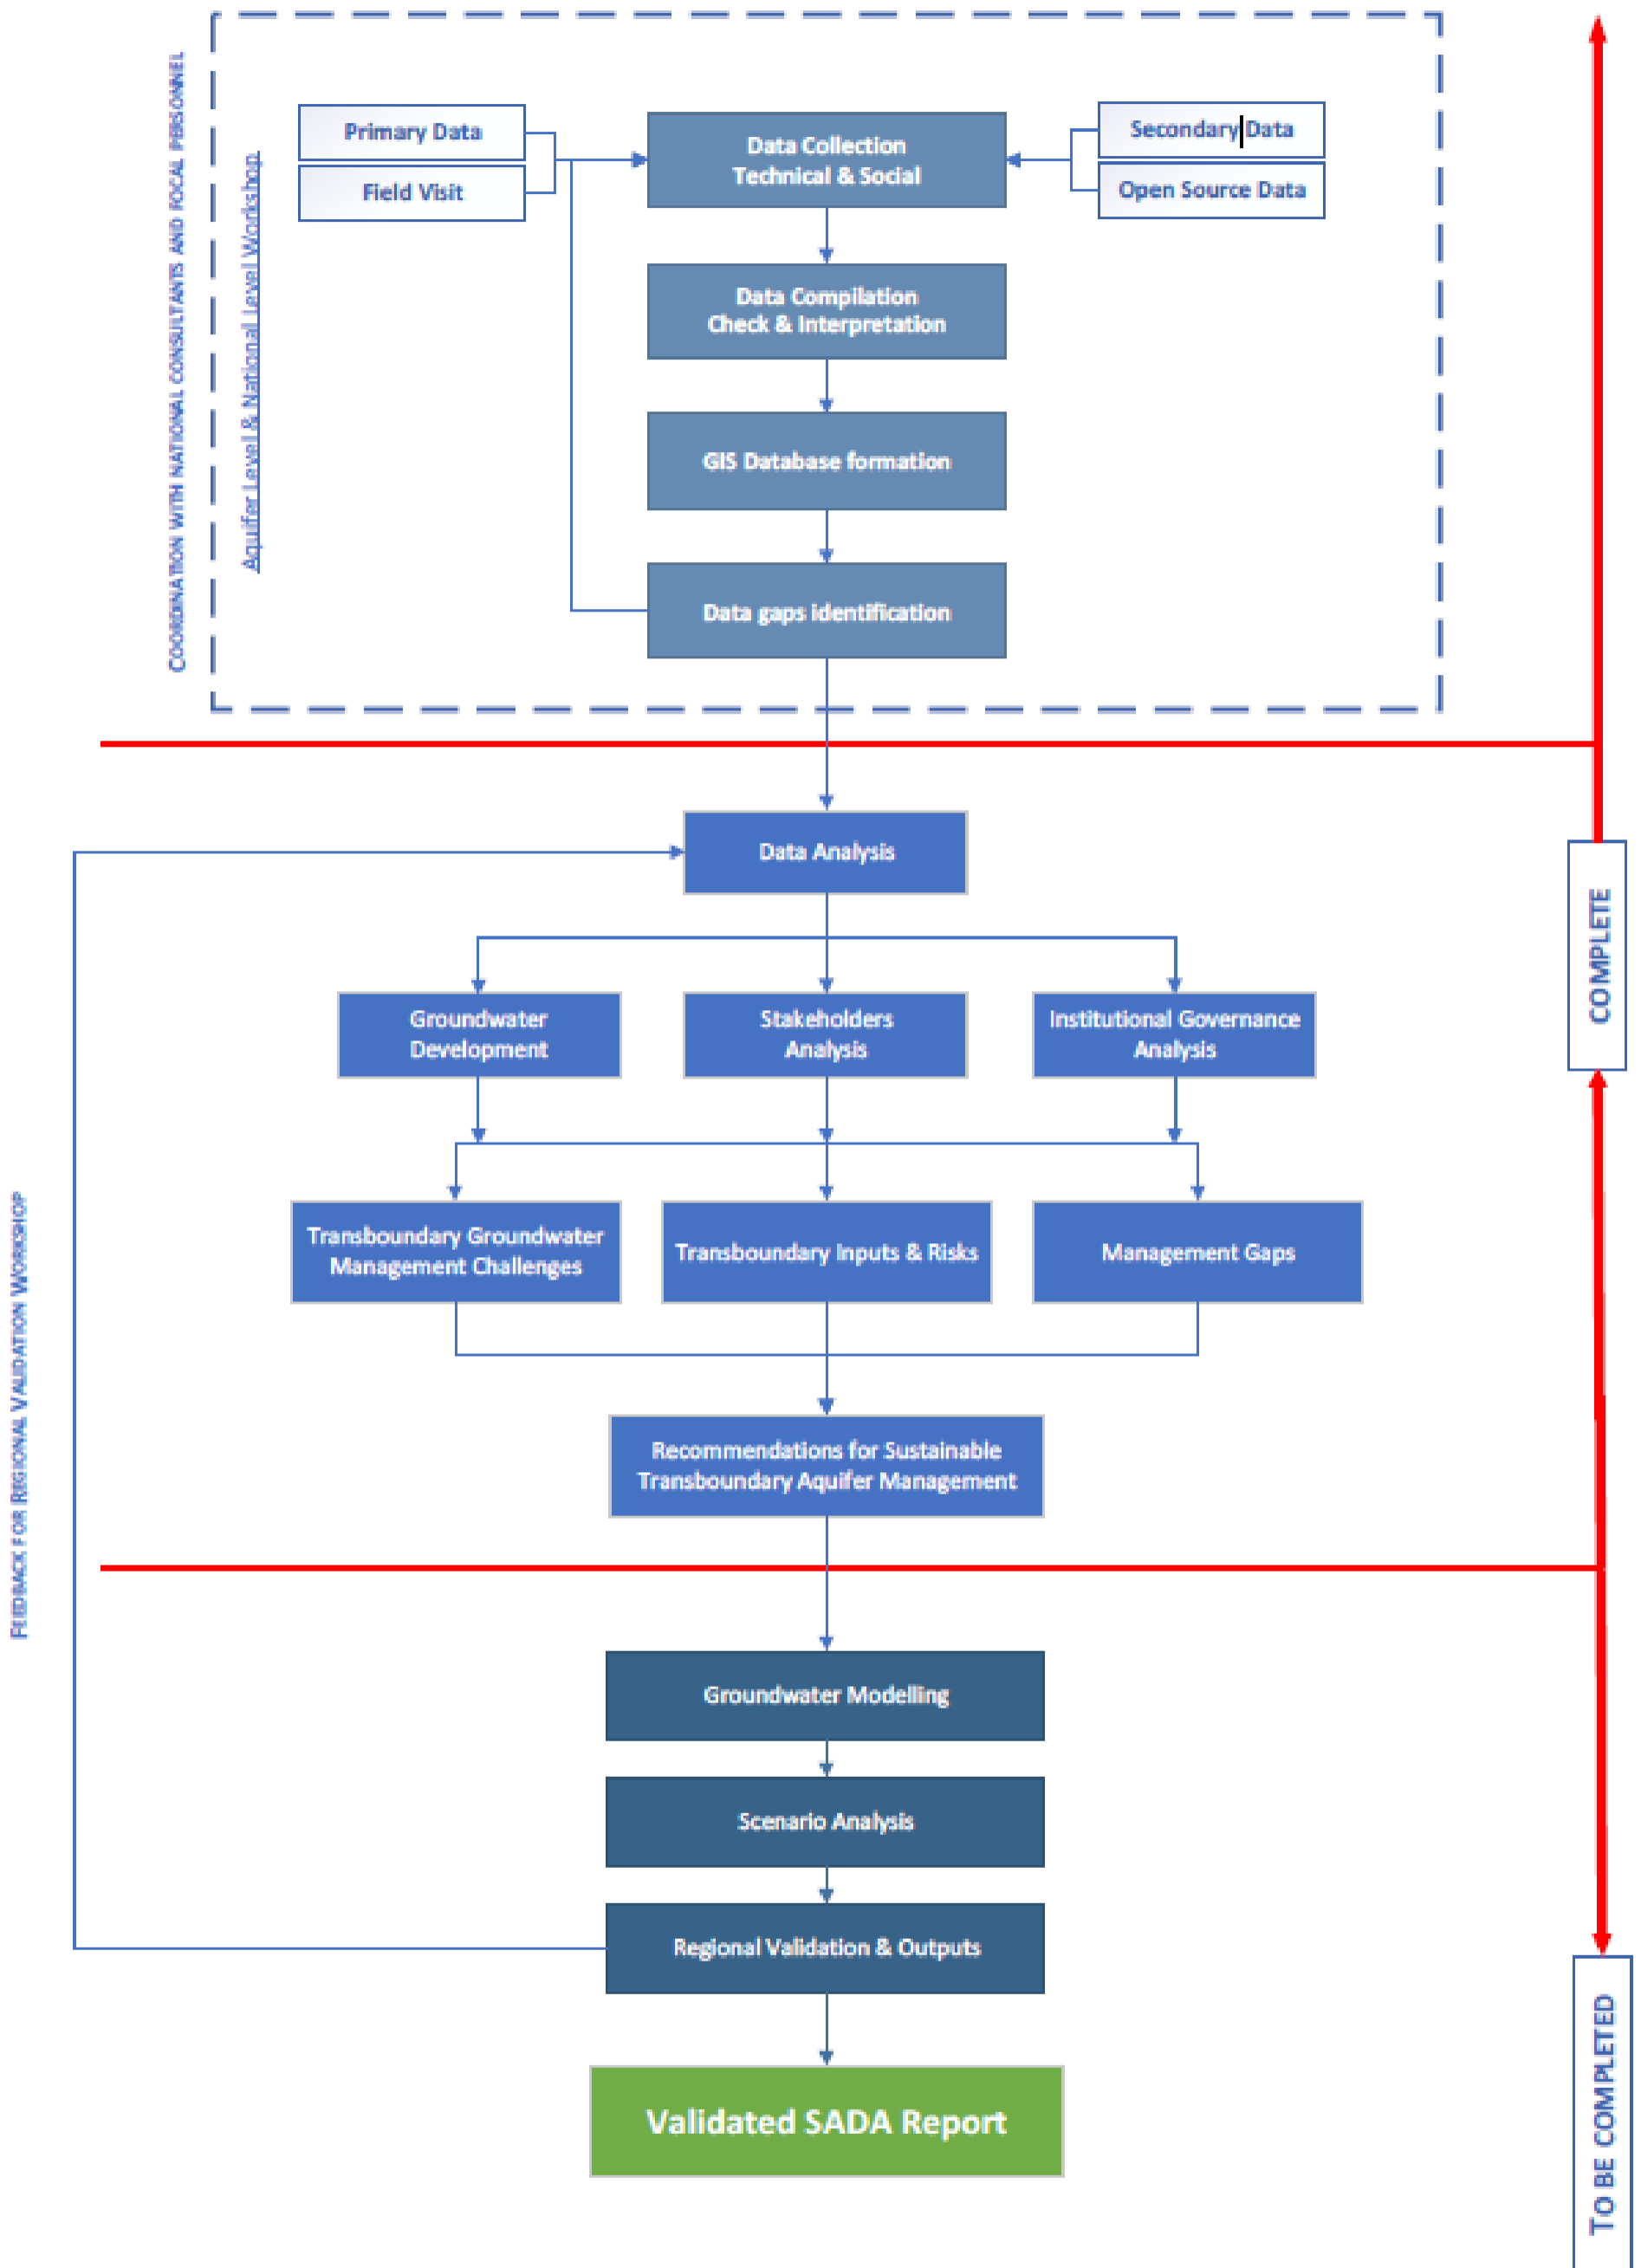 COORDINATION WITH NATIONAL CONSULTANTS AND FOCAL PERSONNEL
Aquifer Level & National Level Workshop
Primary Data
Field Visit
Data Collection
Technical & Social
Secondary Data
Open Source Data
Data Compilation
Check & Interpretation
GIS Database formation
Data gaps identification
Data Analysis
Groundwater
Development
Stakeholders
Analysis
Institutional Governance
Analysis
COMPLETE
Transboundary Groundwater
Management Challenges
Transboundary Inputs & Risks
Management Gaps
Recommendations for Sustainable
Transboundary Aquifer Management
FEEDBACK FOR REGIONAL VALIDATION WORKSHOP
Groundwater Modelling
Scenario Analysis
Regional Validation & Outputs
Validated SADA Report
TO BE COMPLETED